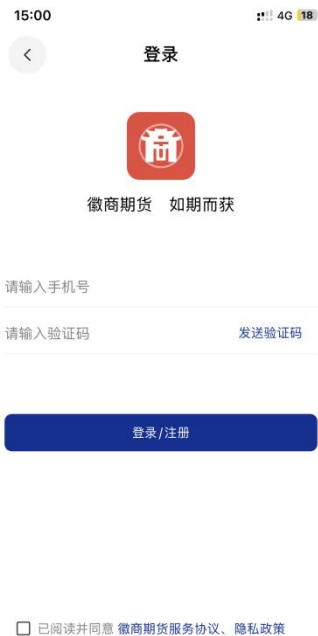 15:00 4G 18
登录
徽商期货 如期而获
请输入手机号
请输入验证码 发送验证码
登录/注册
已阅读并同意 徽商期货服务协议、隐私政策